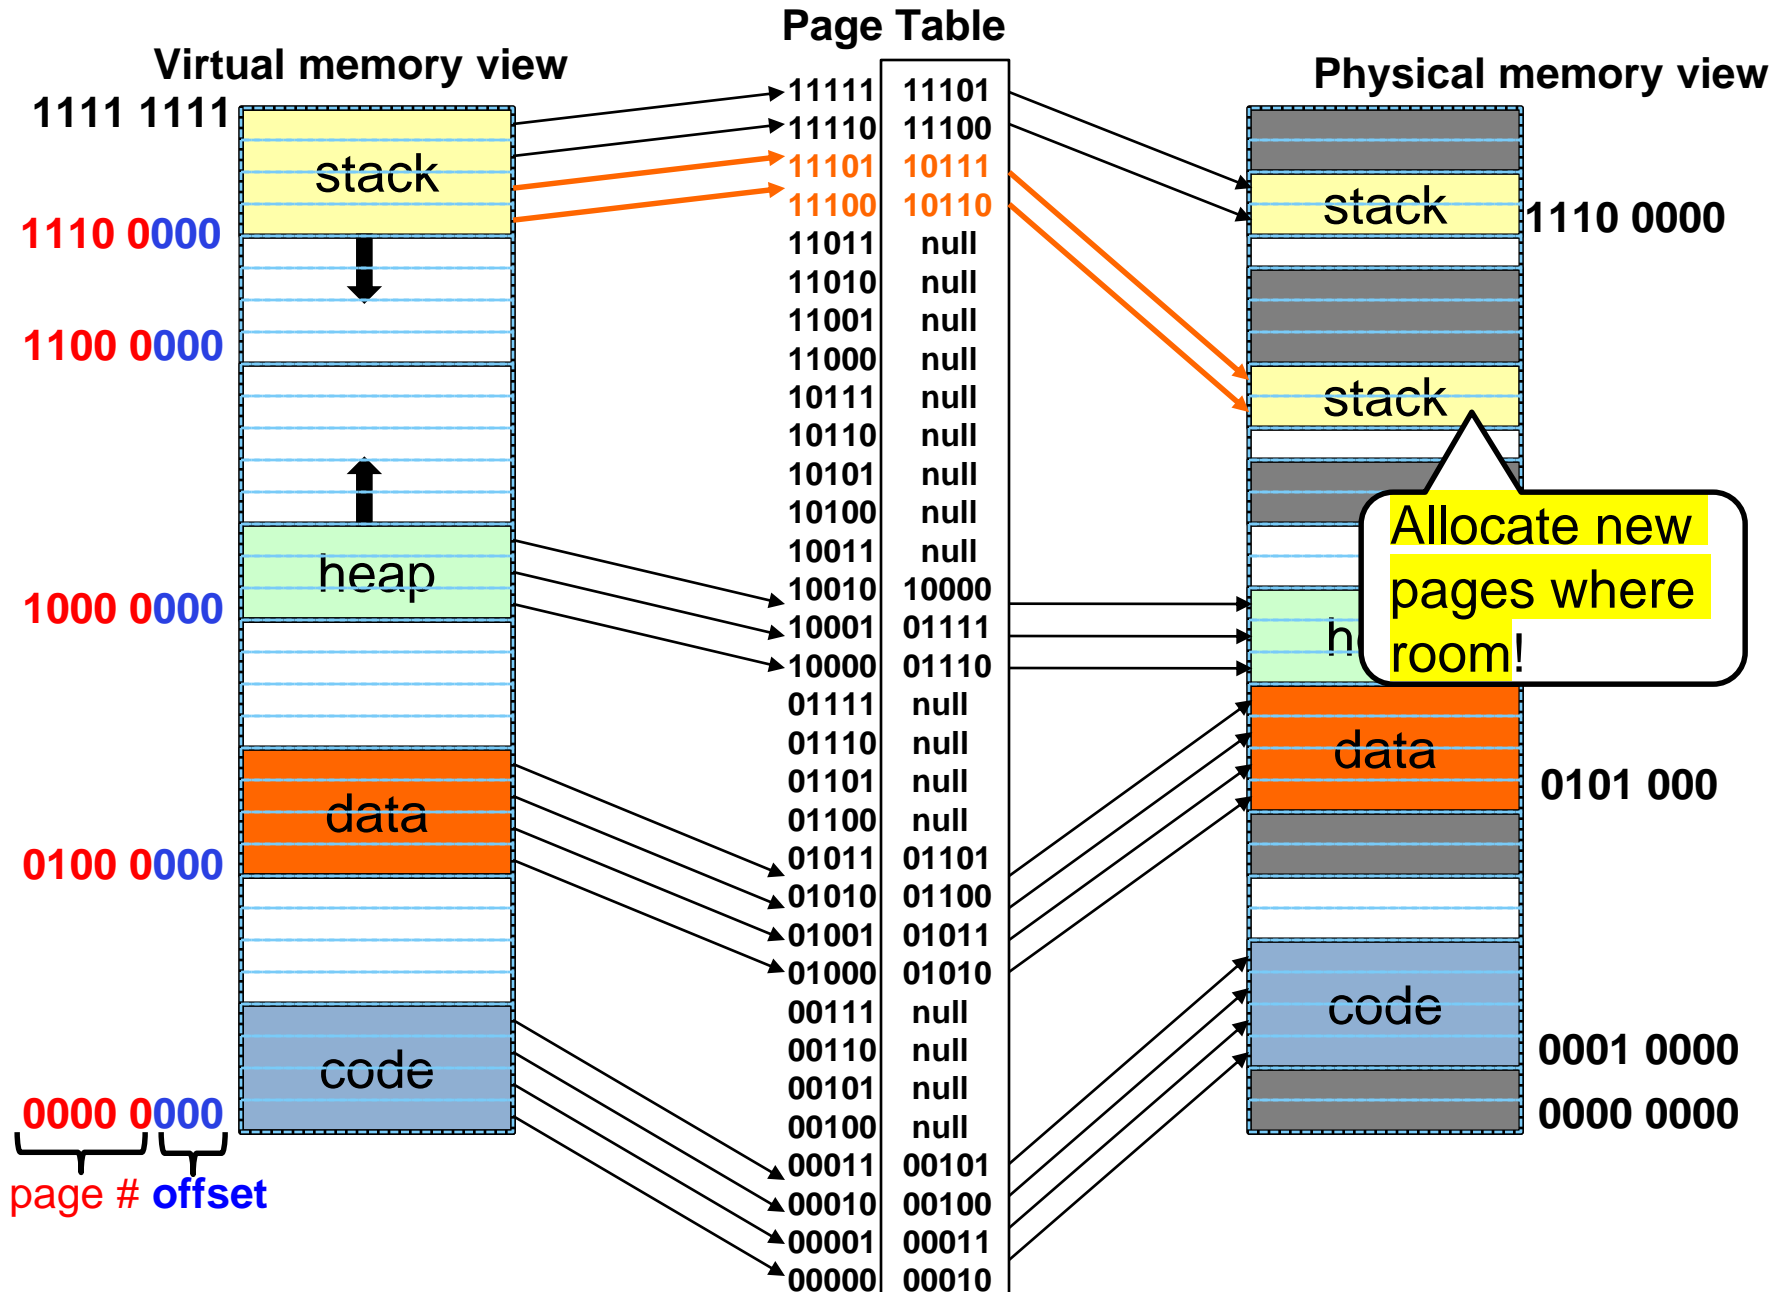 Page Table
Virtual memory view
Physical memory view
1111 1111
stack
1110 0000
1100 0000
heap
1000 0000
data
0100 0000
code
0000 0000
page # offset
11111 11101
11110 11100
11101 10111
11100 10110
11011 null
11010 null
11001 null
11000 null
10111 null
10110 null
10101 null
10100 null
10011 null
10010 10000
10001 01111
10000 01110
01111 null
01110 null
01101 null
01100 null
01011 01101
01010 01100
01001 01011
01000 01010
00111 null
00110 null
00101 null
00100 null
00011 00101
00010 00100
00001 00011
00000 00010
stack
1110 0000
stack
Allocate new
pages where
room!
data
0101 000
code
0001 0000
0000 0000